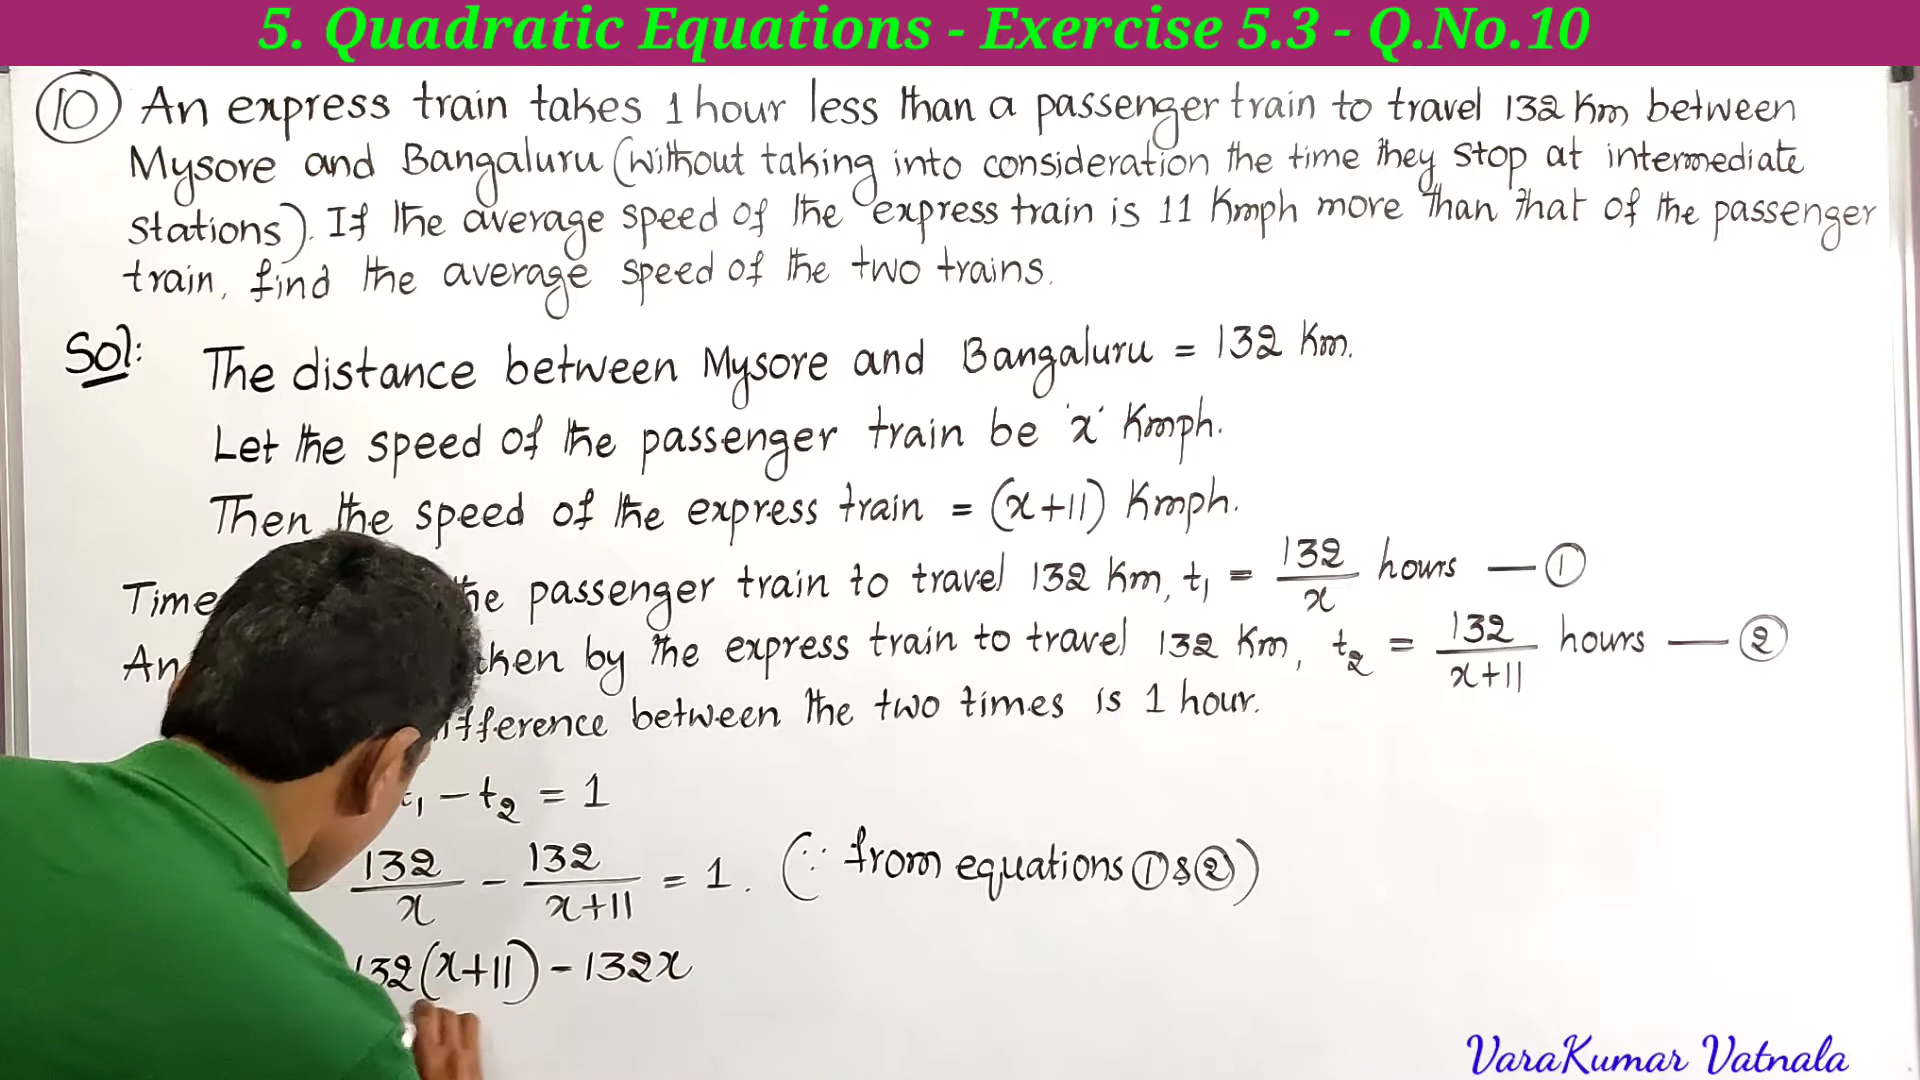 5. Quadratic Equations - Exercise 5.3 - Q.No.10
10 An express train takes 1 hour less than a passenger train to travel 132 Km between
Mysore and Bangaluru (without taking into consideration the time they stop at intermediate
stations). If the average speed of the express train is 11 Kmph more than that of the passenger
train, find the average speed of the two trains.
Sol: The distance between Mysore and Bangaluru = 132 Km.
Let the speed of the passenger train be 'x' Kmph.
Then the speed of the express train = (x+11) Kmph.
Time passenger train to travel 132 Km, t₁ = 132/x hours — ①
by the express train to travel 132 Km, t₂ = 132/(x+11) hours — ②
between the two times is 1 hour.
t₁ - t₂ = 1
132/x - 132/(x+11) = 1. (∵ from equations ① & ②)
132(x+11) - 132x
VaraKumar Vatnala